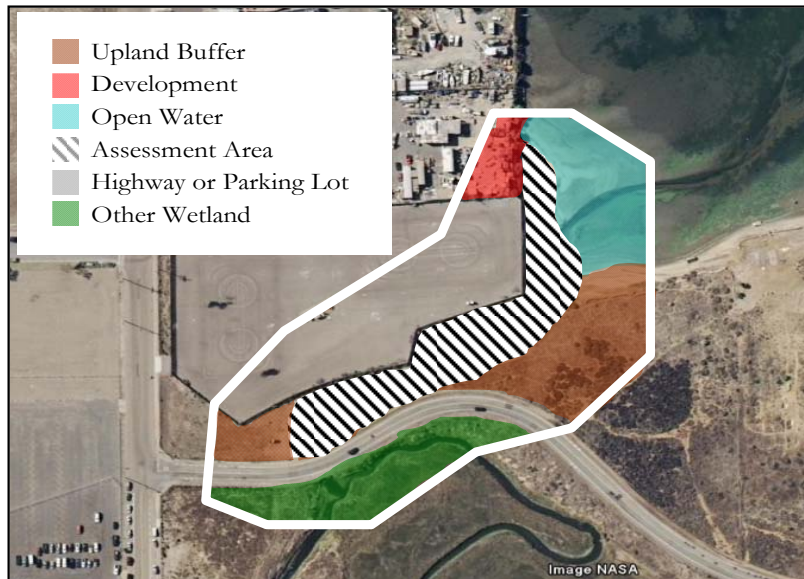 Upland Buffer
Development
Open Water
Assessment Area
Highway or Parking Lot
Other Wetland
Image NASA